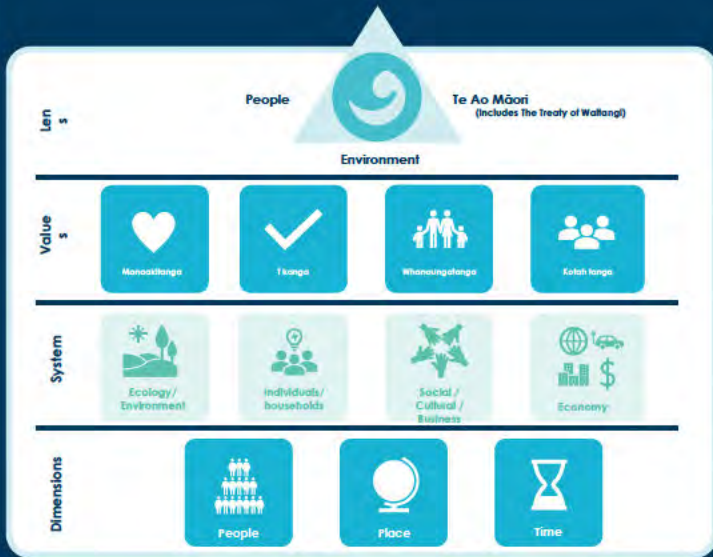 Len
s
People
Te Ao Māori
(Includes The Treaty of Waitangi)
Environment
Value
s
Manaakitanga
Tikanga
Whanaungatanga
Kotahitanga
System
Ecology/
Environment
Individuals/
households
Social /
Cultural /
Business
Economy
$
Dimensions
People
Place
Time